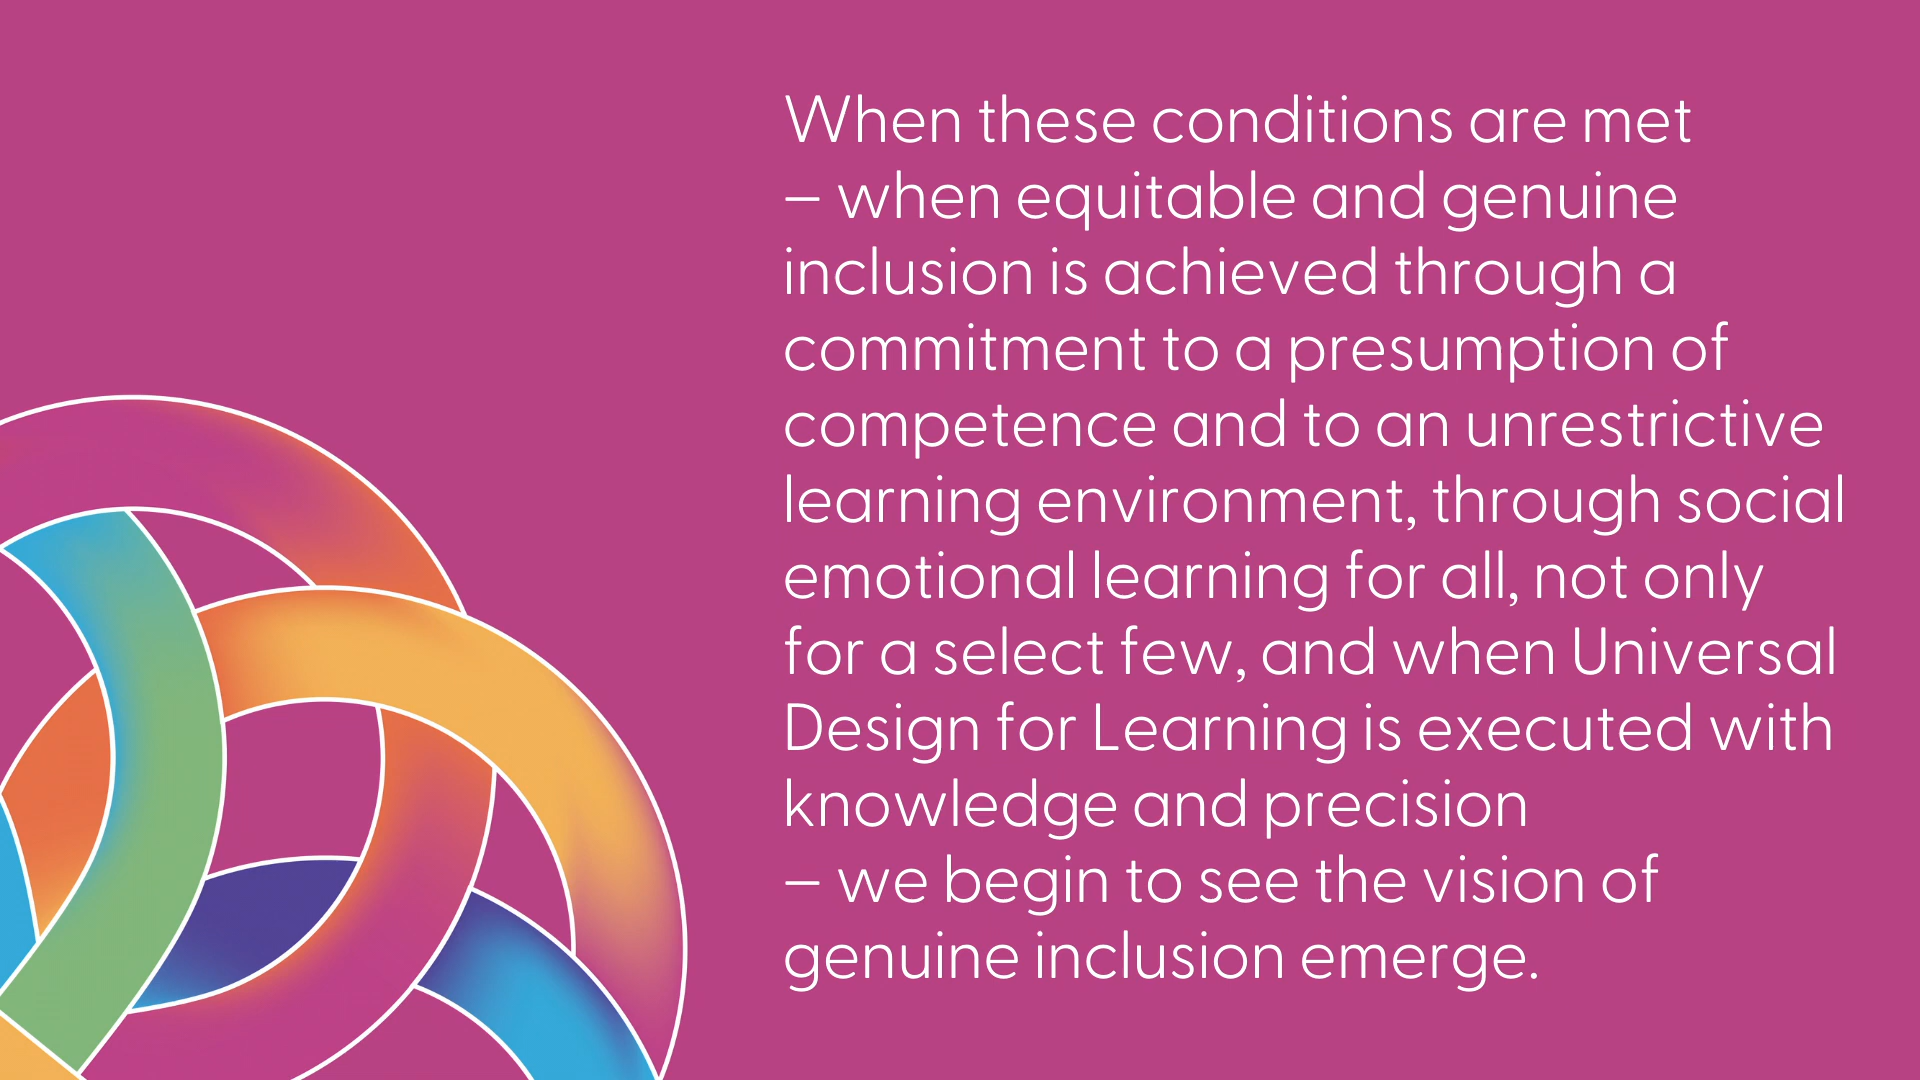 When these conditions are met
– when equitable and genuine
inclusion is achieved through a
commitment to a presumption of
competence and to an unrestrictive
learning environment, through social
emotional learning for all, not only
for a select few, and when Universal
Design for Learning is executed with
knowledge and precision
– we begin to see the vision of
genuine inclusion emerge.